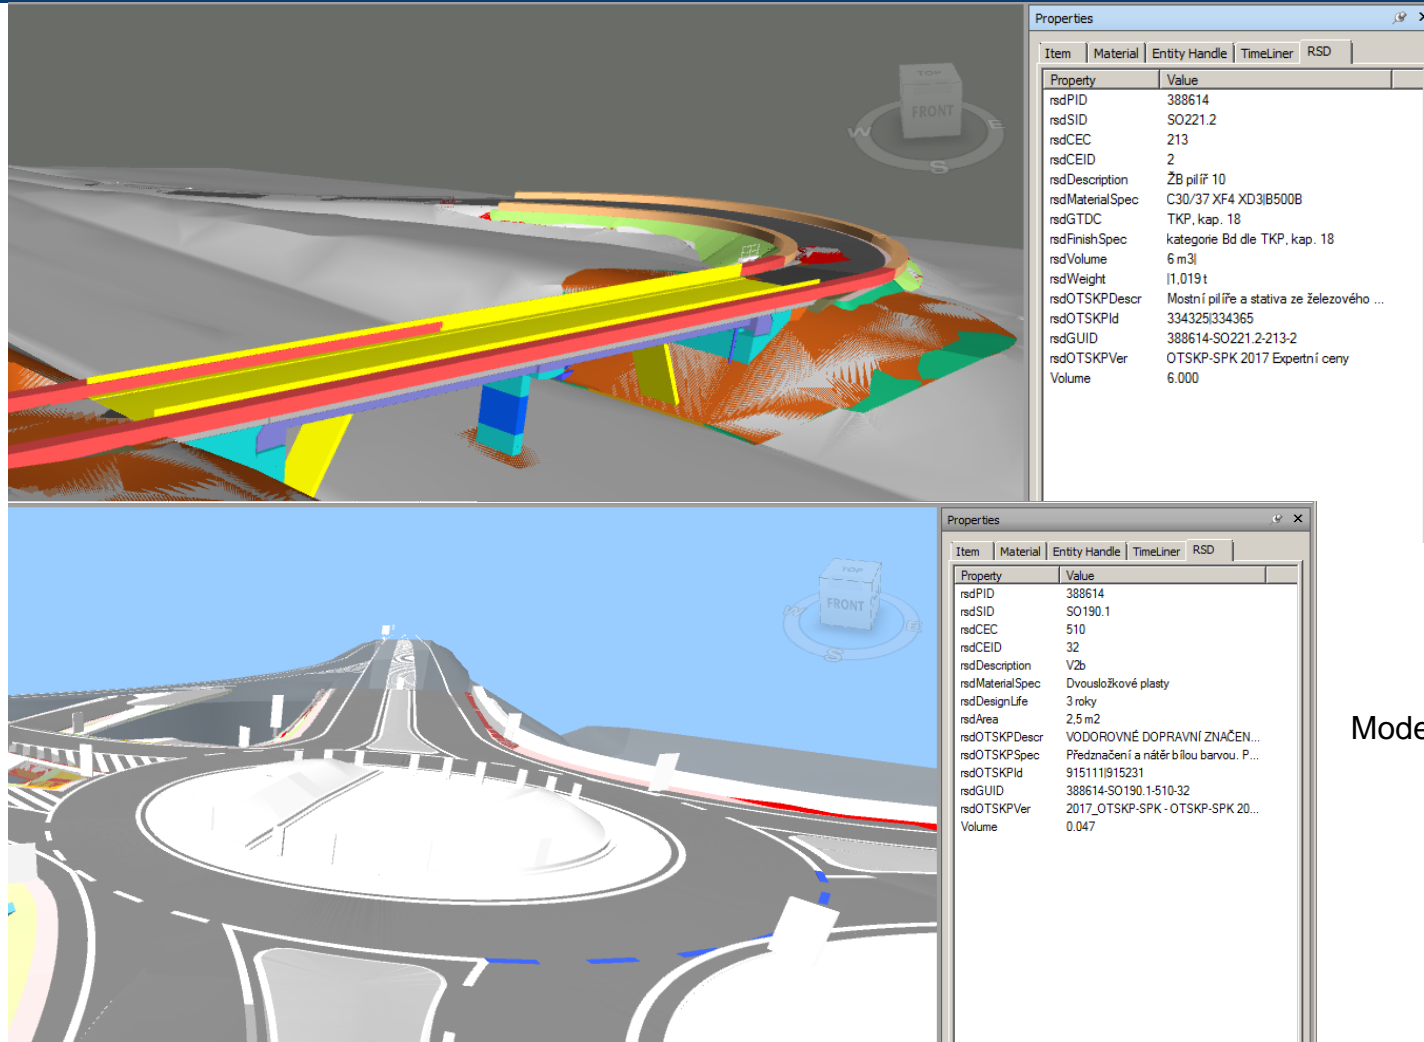 Properties
Item Material Entity Handle TimeLiner RSD
Property Value
rsdPID 388614
rsdSID SO221.2
rsdCEC 213
rsdCEID 2
rsdDescription ŽB pilíř 10
rsdMaterialSpec C30/37 XF4 XD3|B500B
rsdGTDC TKP, kap. 18
rsdFinishSpec kategorie Bd dle TKP, kap. 18
rsdVolume 6 m3|
rsdWeight |1,019 t
rsdOTSKPDescr Mostní pilíře a stativa ze železového ...
rsdOTSKPId 334325|334365
rsdGUID 388614-SO221.2-213-2
rsdOTSKPVer OTSKP-SPK 2017 Expertní ceny
Volume 6.000
TOP
FRONT
W E
S
Properties
Item Material Entity Handle TimeLiner RSD
Property Value
rsdPID 388614
rsdSID SO190.1
rsdCEC 510
rsdCEID 32
rsdDescription V2b
rsdMaterialSpec Dvousložkové plasty
rsdDesignLife 3 roky
rsdArea 2,5 m2
rsdOTSKPDescr VODOROVNÉ DOPRAVNÍ ZNAČEN...
rsdOTSKPSpec Předznačení a nátěr bílou barvou. P...
rsdOTSKPId 915111|915231
rsdGUID 388614-SO190.1-510-32
rsdOTSKPVer 2017_OTSKP-SPK - OTSKP-SPK 20...
Volume 0.047
TOP
FRONT
W E
S
Mode